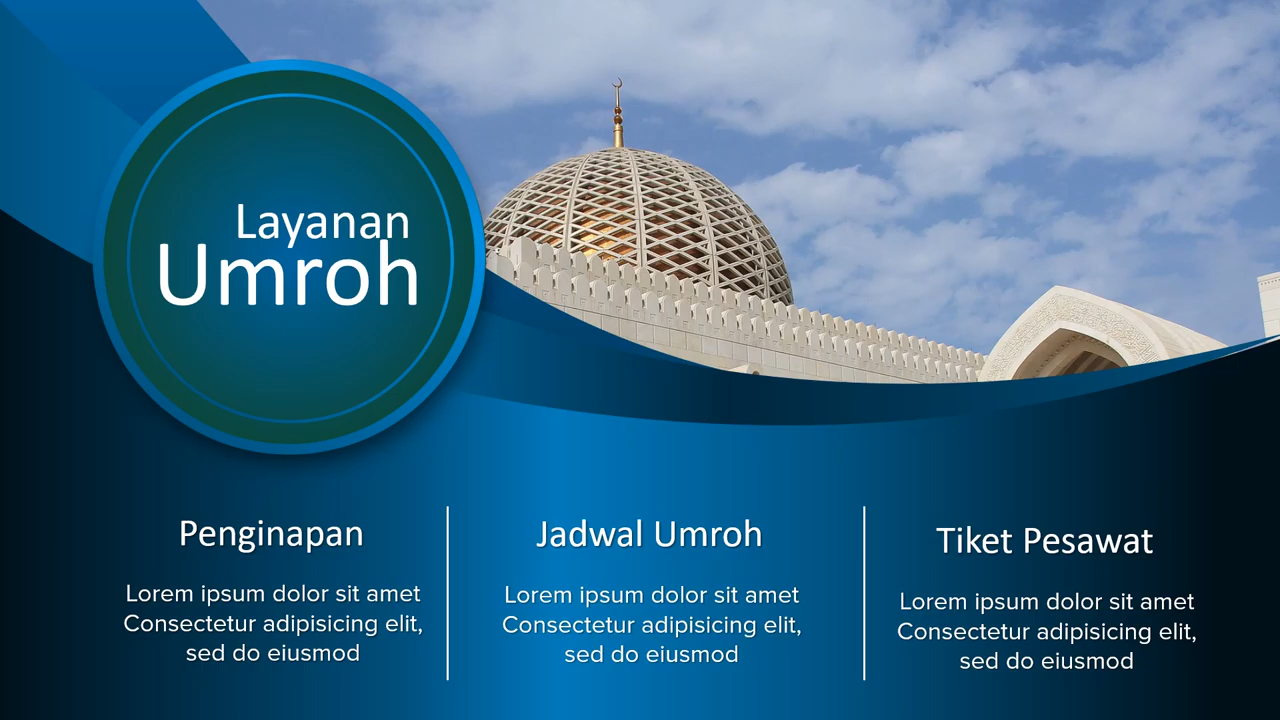 Layanan
Umroh
Penginapan
Lorem ipsum dolor sit amet
Consectetur adipisicing elit,
sed do eiusmod
Jadwal Umroh
Lorem ipsum dolor sit amet
Consectetur adipisicing elit,
sed do eiusmod
Tiket Pesawat
Lorem ipsum dolor sit amet
Consectetur adipisicing elit,
sed do eiusmod